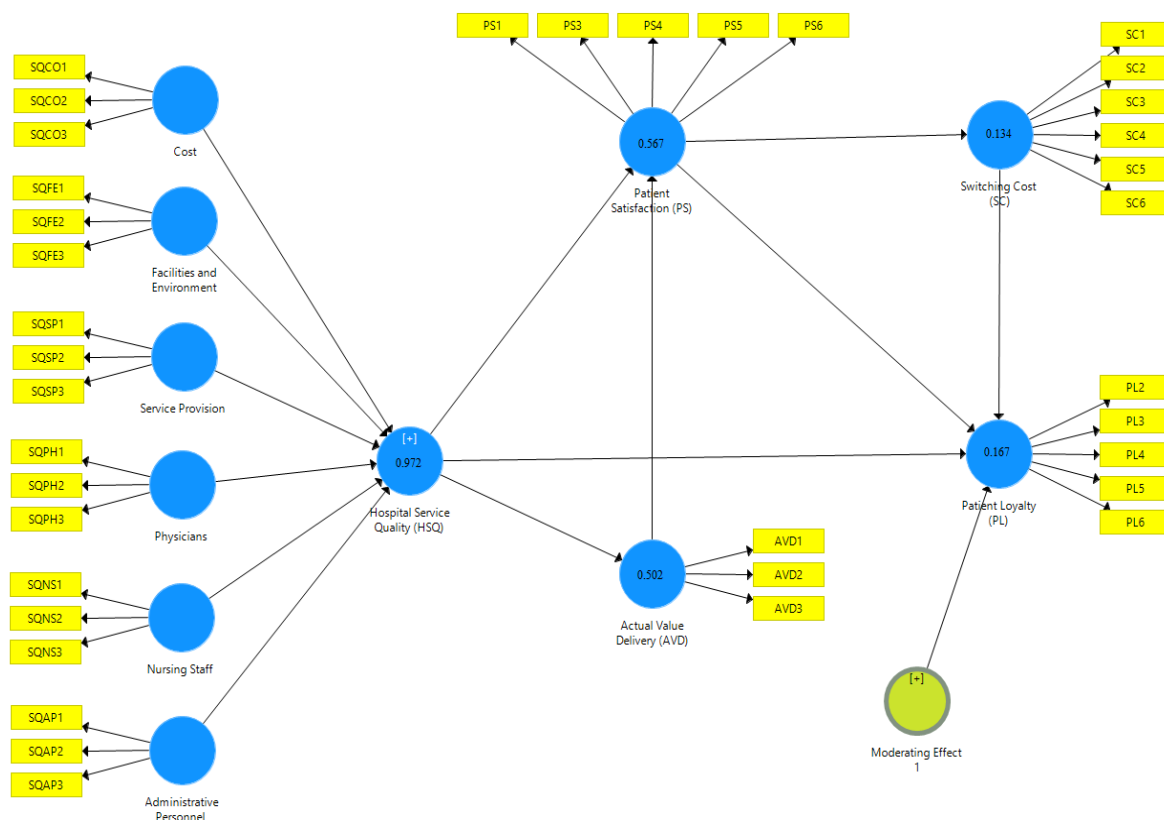 PS1
PS3
PS4
PS5
PS6
SC1
SC2
SC3
SC4
SC5
SC6
0.567
Patient
Satisfaction (PS)
0.134
Switching Cost
(SC)
SQCO1
SQCO2
SQCO3
Cost
SQFE1
SQFE2
SQFE3
Facilities and
Environment
SQSP1
SQSP2
SQSP3
Service Provision
SQPH1
SQPH2
SQPH3
Physicians
SQNS1
SQNS2
SQNS3
Nursing Staff
SQAP1
SQAP2
SQAP3
Administrative
Personnel
[+]
0.972
Hospital Service
Quality (HSQ)
0.502
Actual Value
Delivery (AVD)
AVD1
AVD2
AVD3
0.167
Patient Loyalty
(PL)
PL2
PL3
PL4
PL5
PL6
[+]
Moderating Effect
1